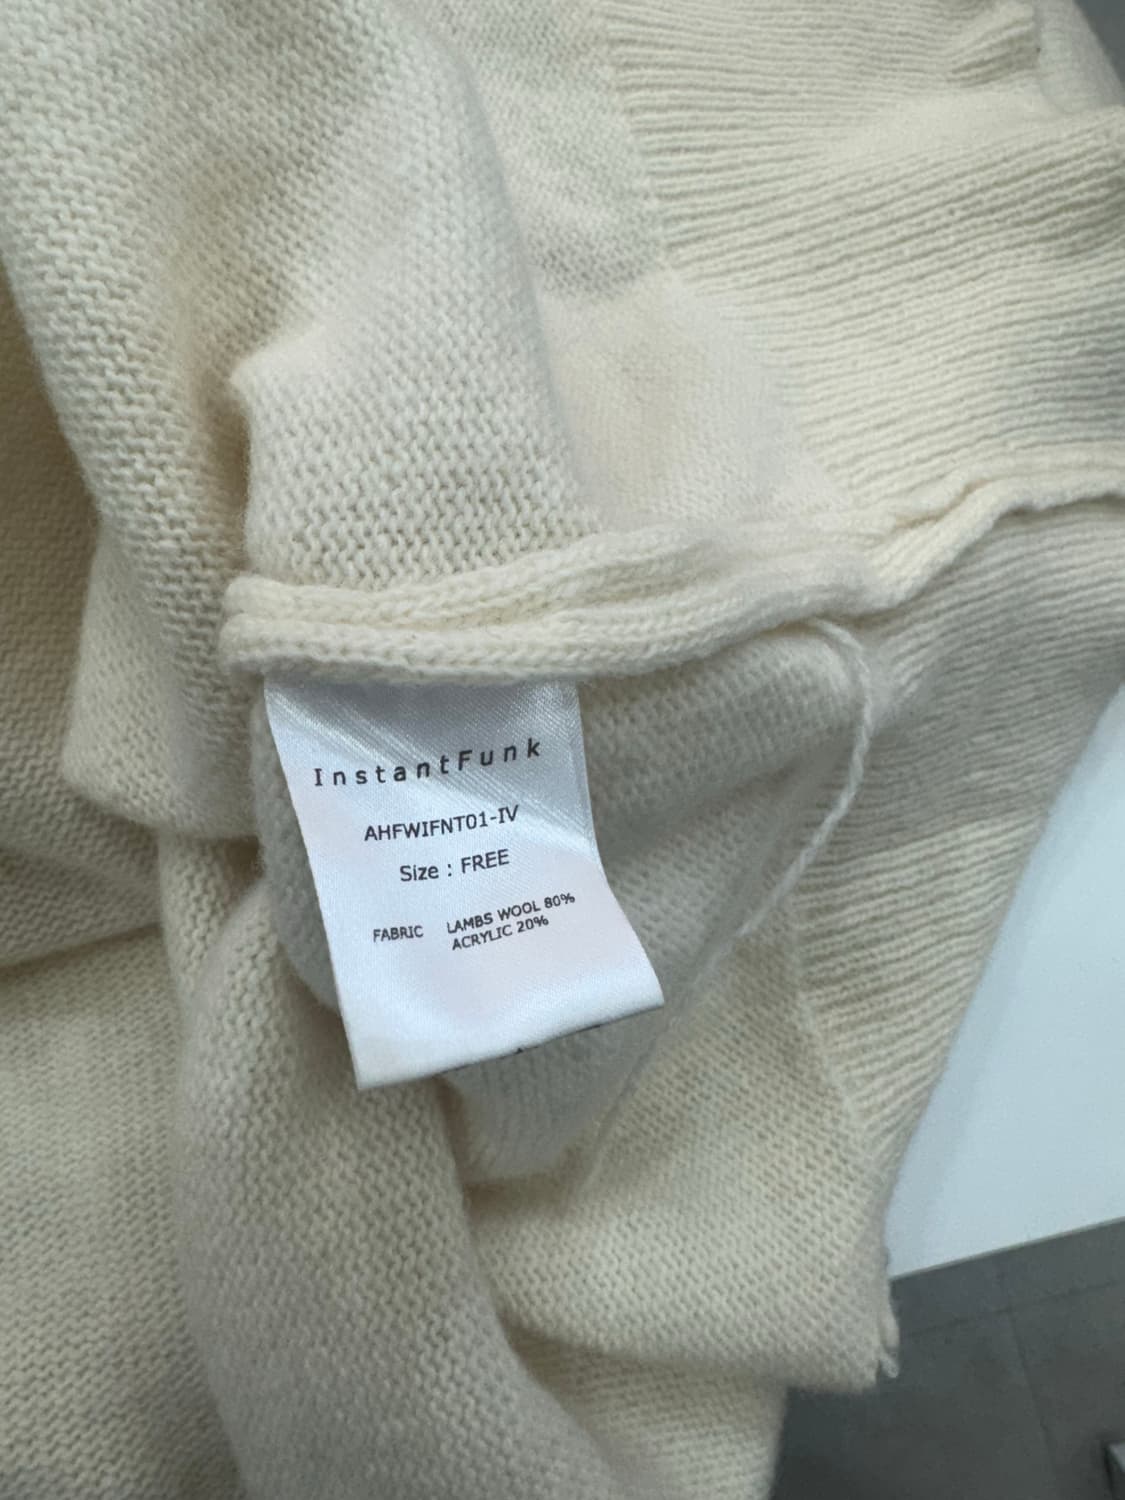 InstantFunk
AHFWIFNT01-IV
Size : FREE
FABRIC LAMBS WOOL 80%
ACRYLIC 20%